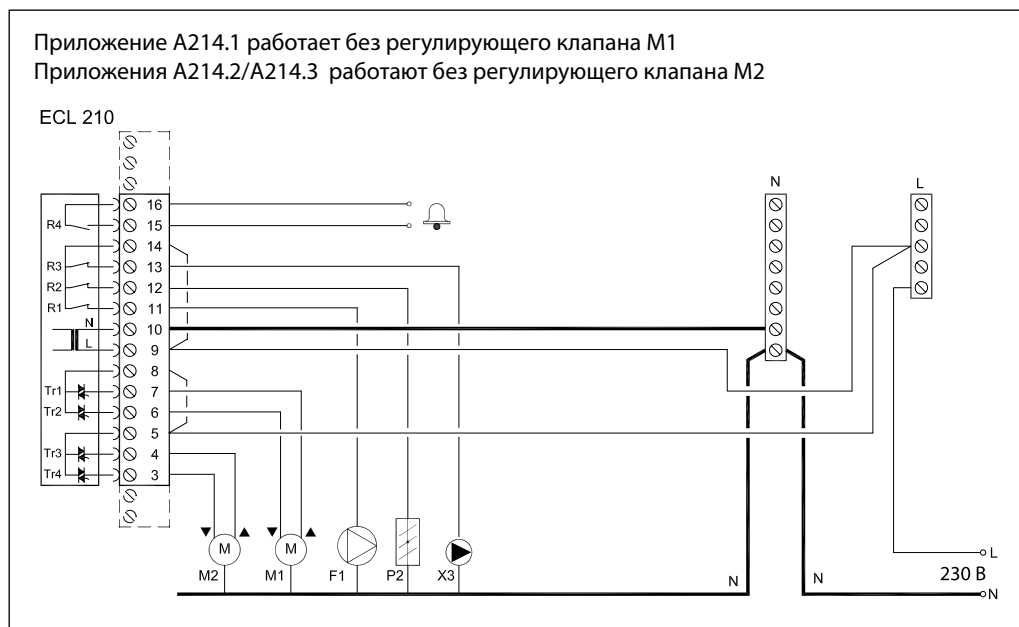 Приложение A214.1 работает без регулирующего клапана M1
Приложения A214.2/A214.3 работают без регулирующего клапана M2
ECL 210
N
L
R4
16
15
14
R3
13
R2
12
R1
11
N
10
L
9
8
Tr1
7
Tr2
6
5
Tr3
4
Tr4
3
M
M
M2
M1
F1
P2
X3
N
N
L
230 В
N